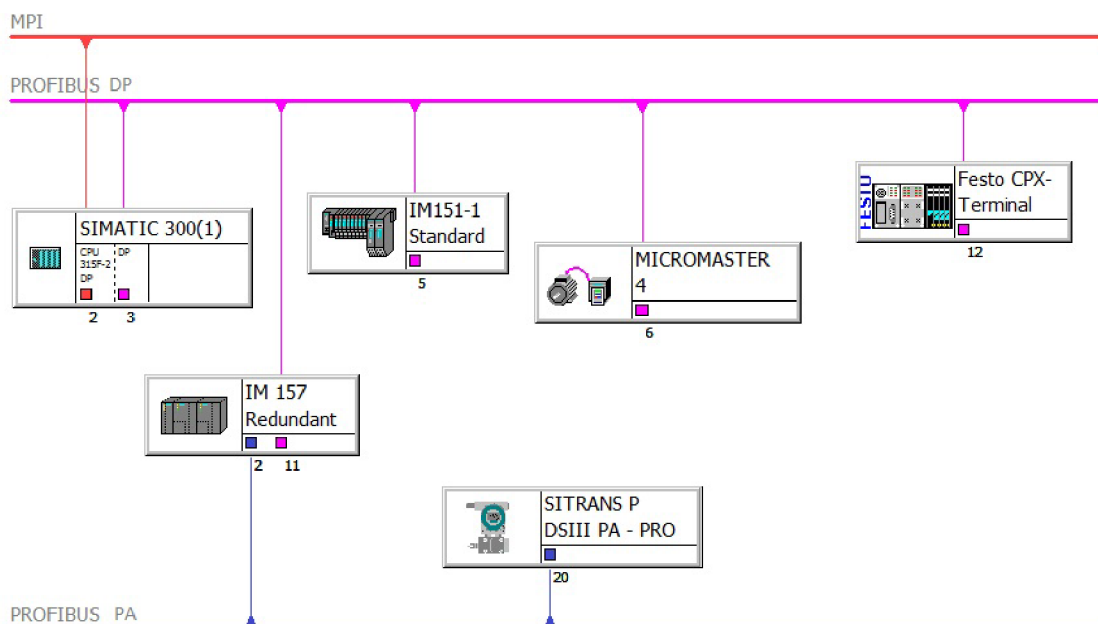 MPI
PROFIBUS DP
SIMATIC 300(1)
CPU
315F-2
DP
DP
2 3
IM151-1
Standard
5
MICROMASTER
4
6
Festo CPX-
Terminal
12
IM 157
Redundant
2 11
SITRANS P
DSIII PA - PRO
20
PROFIBUS PA